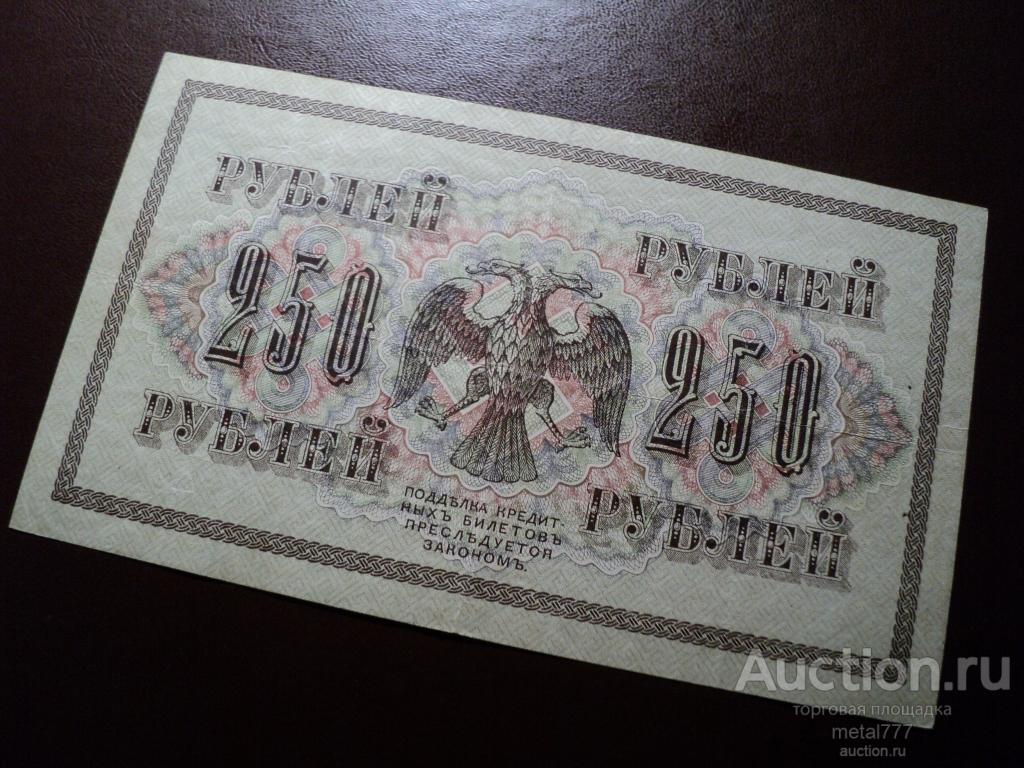 РУБЛЕЙ
250
РУБЛЕЙ
РУБЛЕЙ
250
РУБЛЕЙ
ПОДДѢЛКА КРЕДИТ-
НЫХЪ БИЛЕТОВЪ
ПРЕСЛѢДУЕТСЯ
ЗАКОНОМЪ.
Auction.ru
торговая площадка
metal777
auction.ru